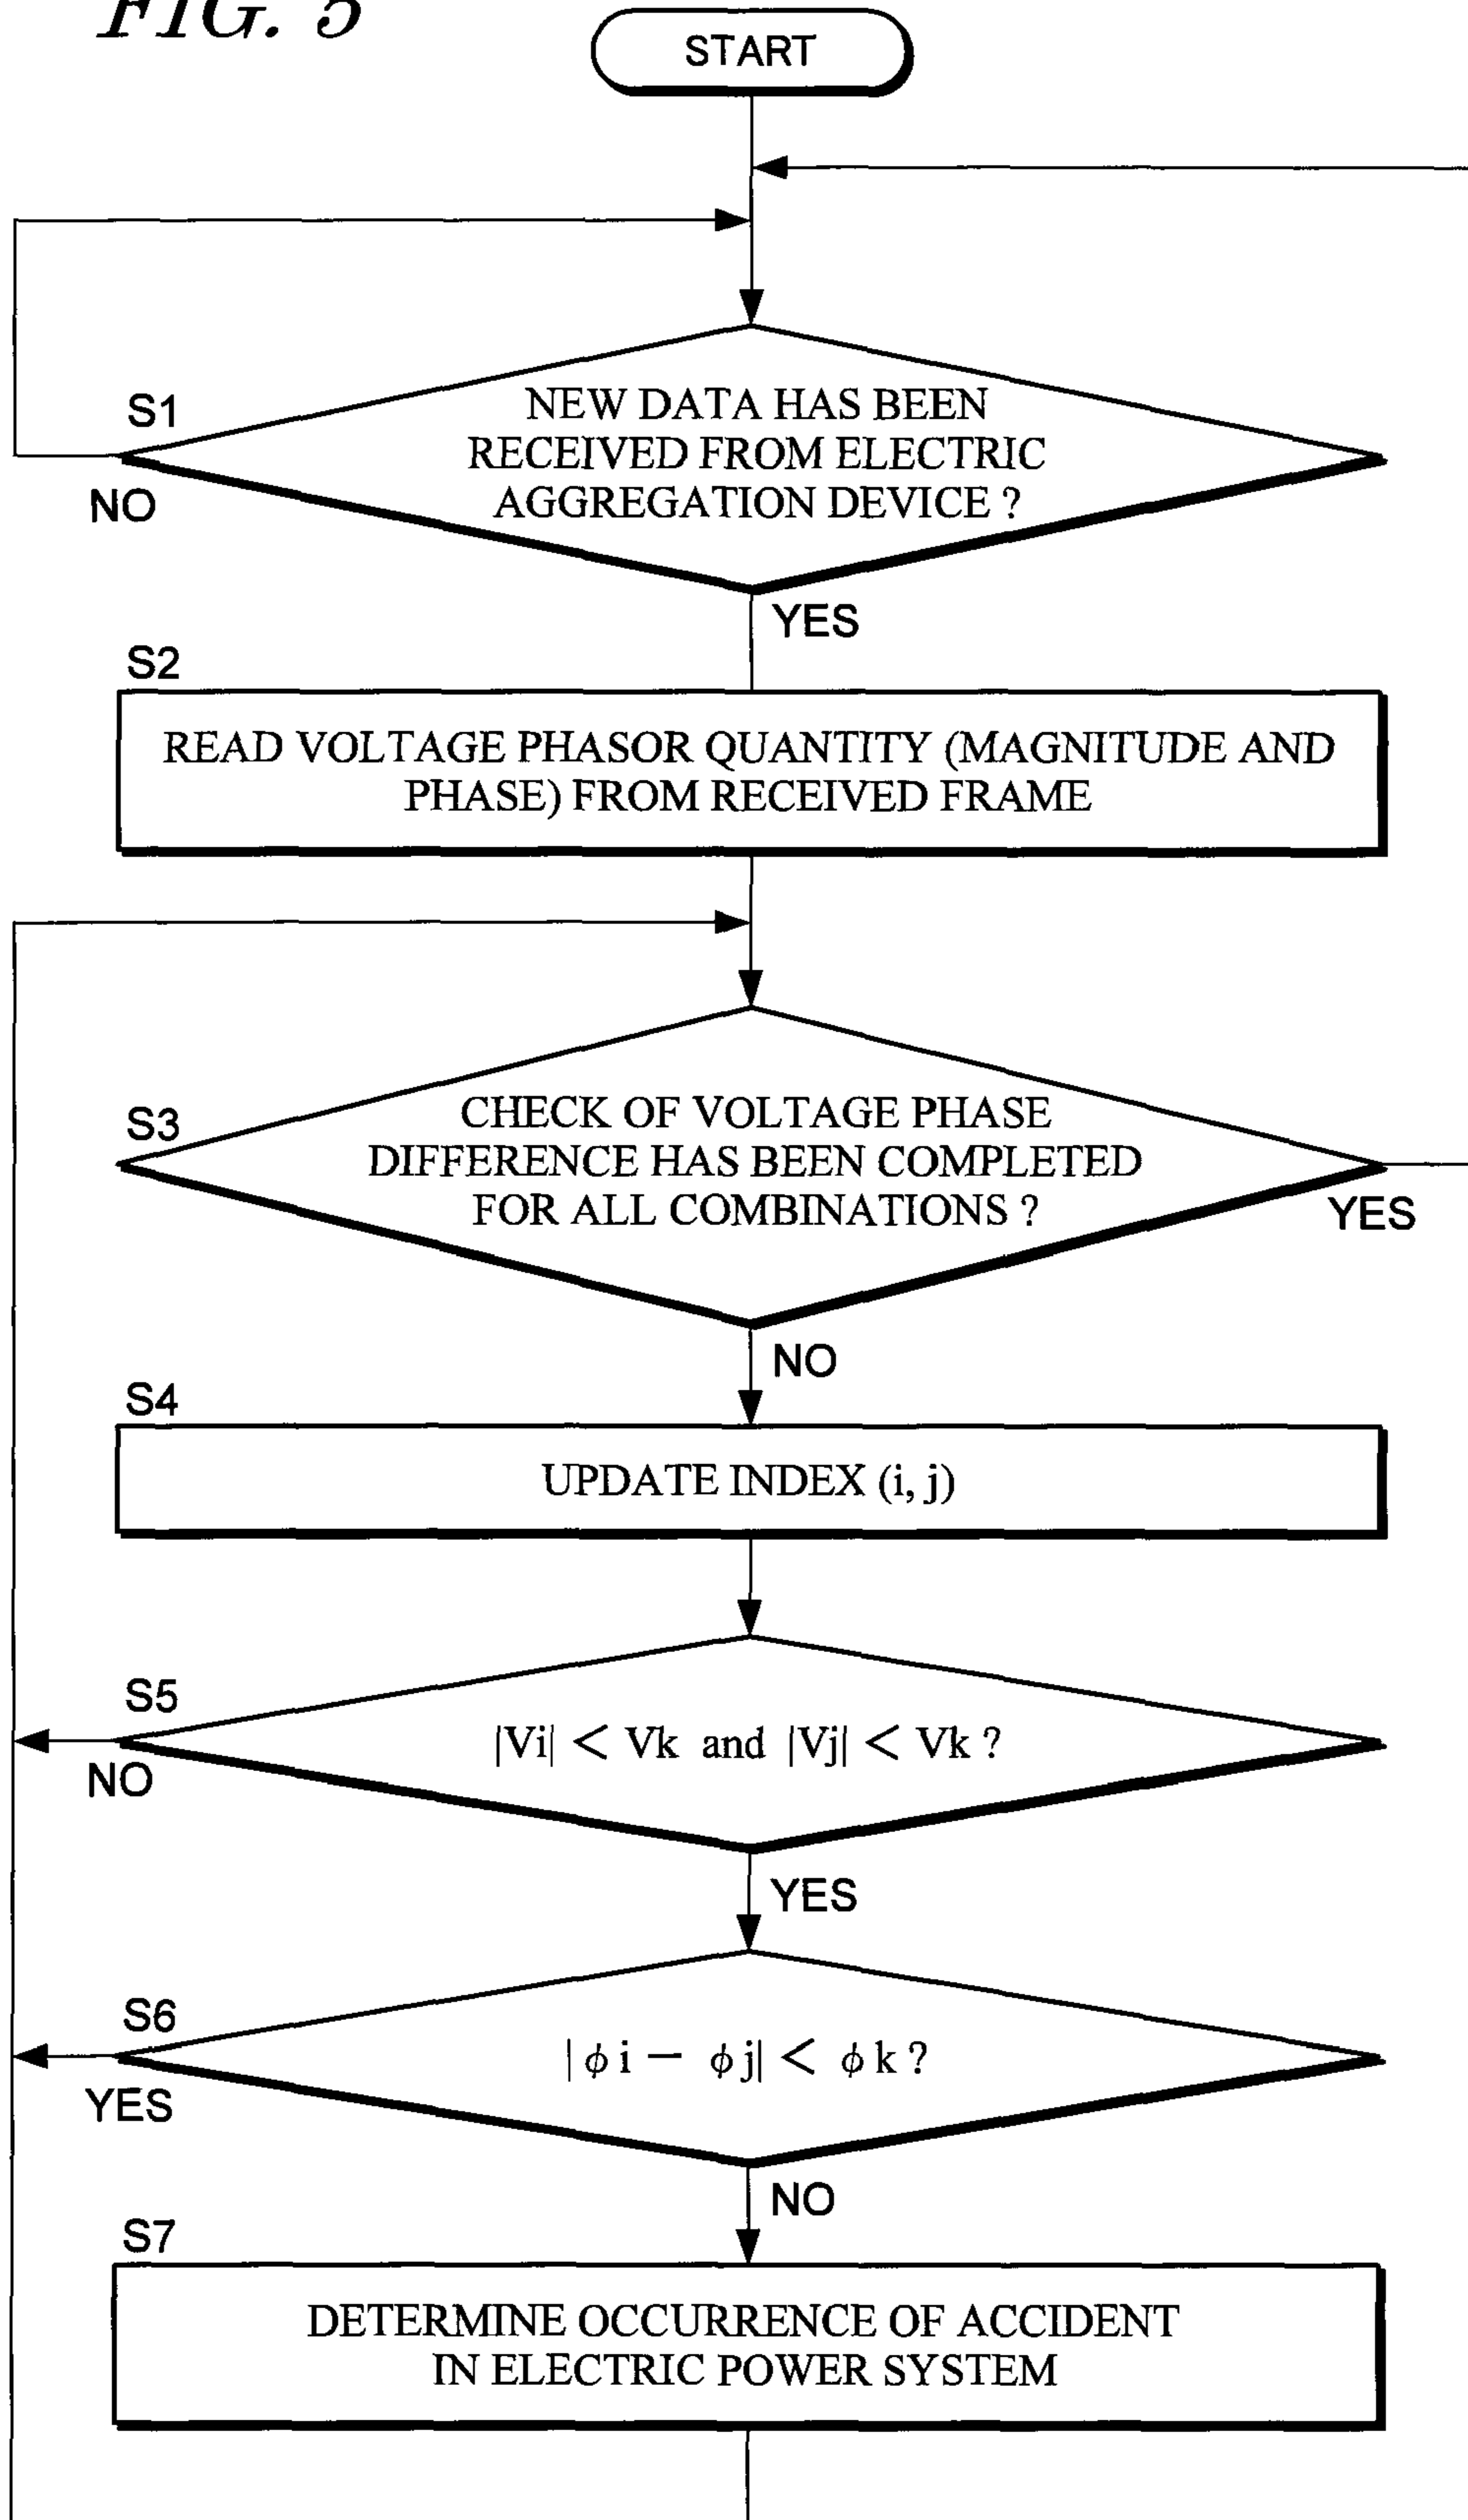 FIG. 5
START
S1
NEW DATA HAS BEEN
RECEIVED FROM ELECTRIC
AGGREGATION DEVICE ?
NO
YES
S2
READ VOLTAGE PHASOR QUANTITY (MAGNITUDE AND
PHASE) FROM RECEIVED FRAME
S3
CHECK OF VOLTAGE PHASE
DIFFERENCE HAS BEEN COMPLETED
FOR ALL COMBINATIONS ?
YES
NO
S4
UPDATE INDEX (i, j)
S5
|Vi| < Vk and |Vj| < Vk ?
NO
YES
S6
|ϕi − ϕj| < ϕk ?
YES
NO
S7
DETERMINE OCCURRENCE OF ACCIDENT
IN ELECTRIC POWER SYSTEM